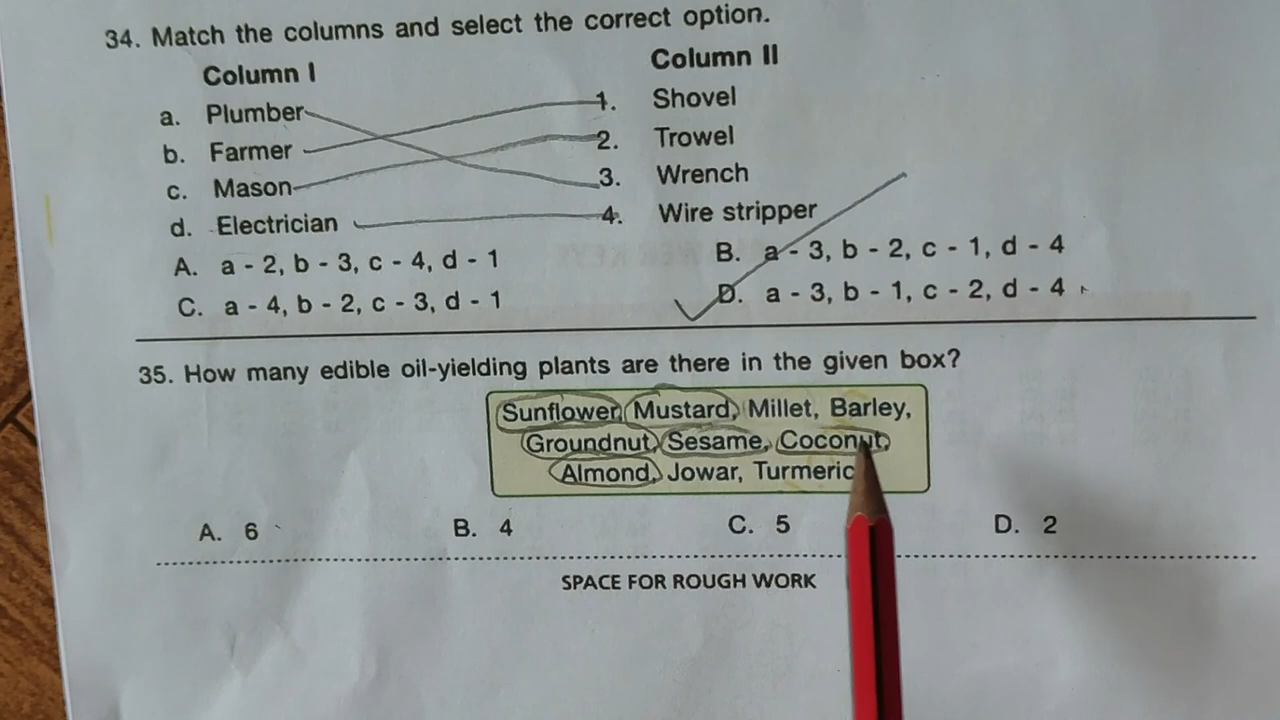 34. Match the columns and select the correct option.
Column I Column II
a. Plumber 1. Shovel
b. Farmer 2. Trowel
c. Mason 3. Wrench
d. Electrician 4. Wire stripper
A. a - 2, b - 3, c - 4, d - 1 B. a - 3, b - 2, c - 1, d - 4
C. a - 4, b - 2, c - 3, d - 1 D. a - 3, b - 1, c - 2, d - 4
35. How many edible oil-yielding plants are there in the given box?
Sunflower, Mustard, Millet, Barley,
Groundnut, Sesame, Coconut,
Almond, Jowar, Turmeric
A. 6 B. 4 C. 5 D. 2
SPACE FOR ROUGH WORK